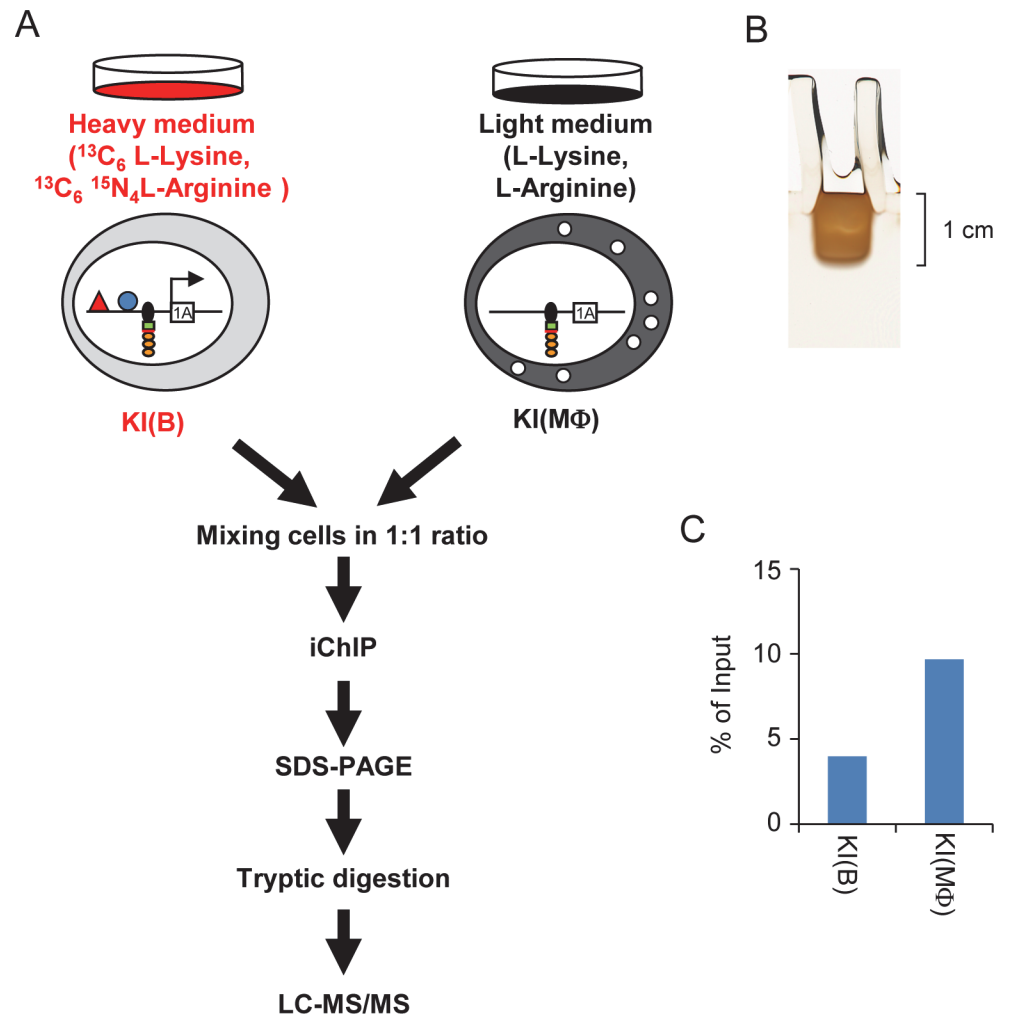 A
Heavy medium
(¹³C₆ L-Lysine,
¹³C₆ ¹⁵N₄L-Arginine )
1A
KI(B)
Light medium
(L-Lysine,
L-Arginine)
1A
KI(MΦ)
Mixing cells in 1:1 ratio
iChIP
SDS-PAGE
Tryptic digestion
LC-MS/MS
B
1 cm
C
% of Input
15
10
5
0
KI(B)
KI(MΦ)